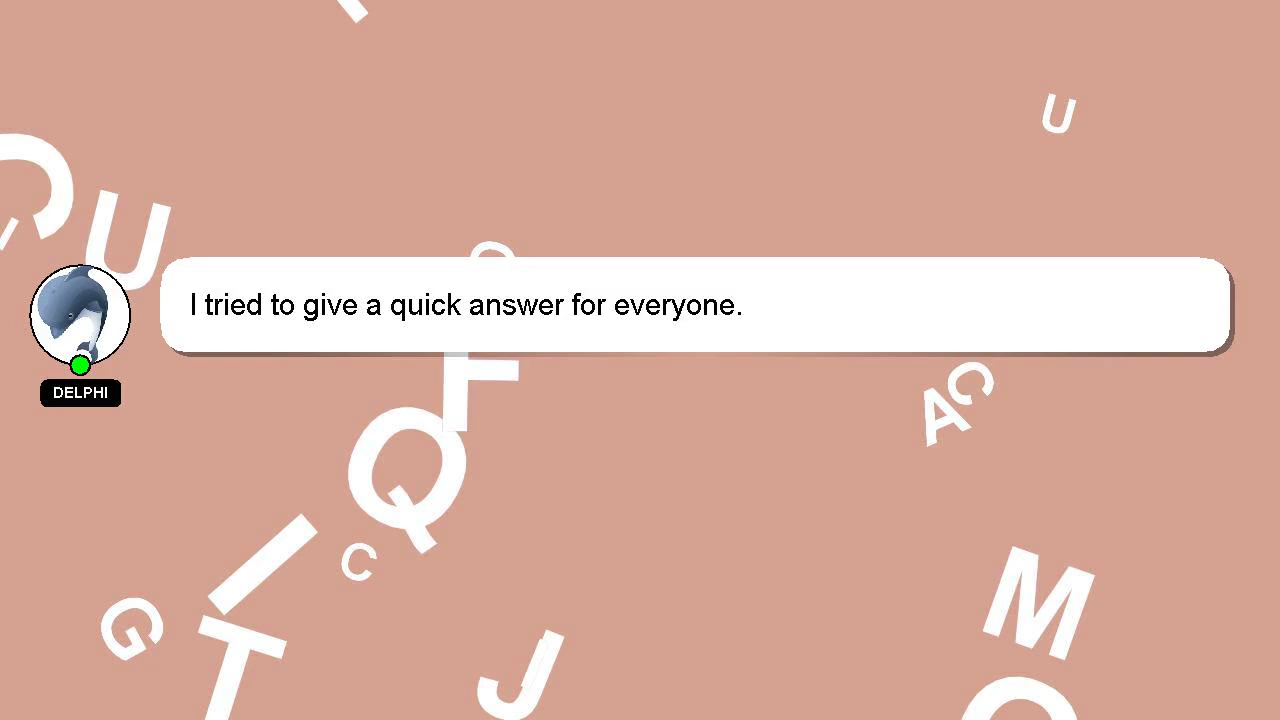 U
U
I tried to give a quick answer for everyone.
DELPHI
A
C
Q
I
C
G
T
J
M